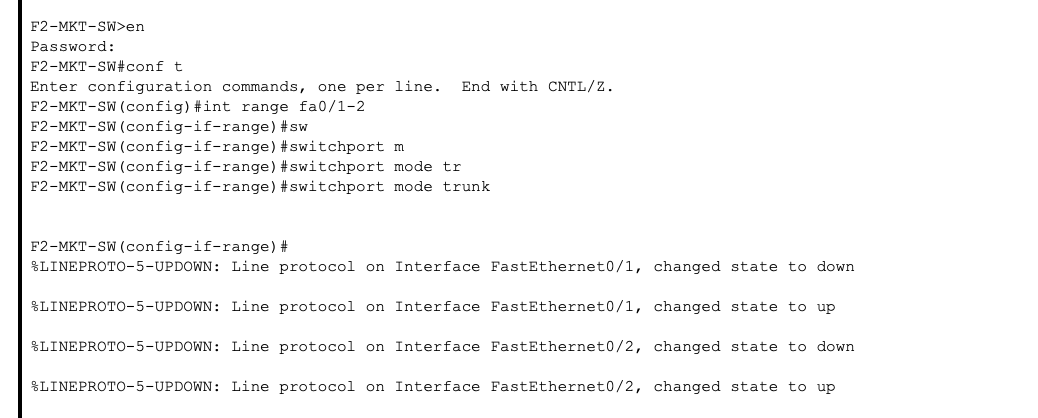 F2-MKT-SW>en
Password:
F2-MKT-SW#conf t
Enter configuration commands, one per line.  End with CNTL/Z.
F2-MKT-SW(config)#int range fa0/1-2
F2-MKT-SW(config-if-range)#sw
F2-MKT-SW(config-if-range)#switchport m
F2-MKT-SW(config-if-range)#switchport mode tr
F2-MKT-SW(config-if-range)#switchport mode trunk
F2-MKT-SW(config-if-range)#
%LINEPROTO-5-UPDOWN: Line protocol on Interface FastEthernet0/1, changed state to down
%LINEPROTO-5-UPDOWN: Line protocol on Interface FastEthernet0/1, changed state to up
%LINEPROTO-5-UPDOWN: Line protocol on Interface FastEthernet0/2, changed state to down
%LINEPROTO-5-UPDOWN: Line protocol on Interface FastEthernet0/2, changed state to up